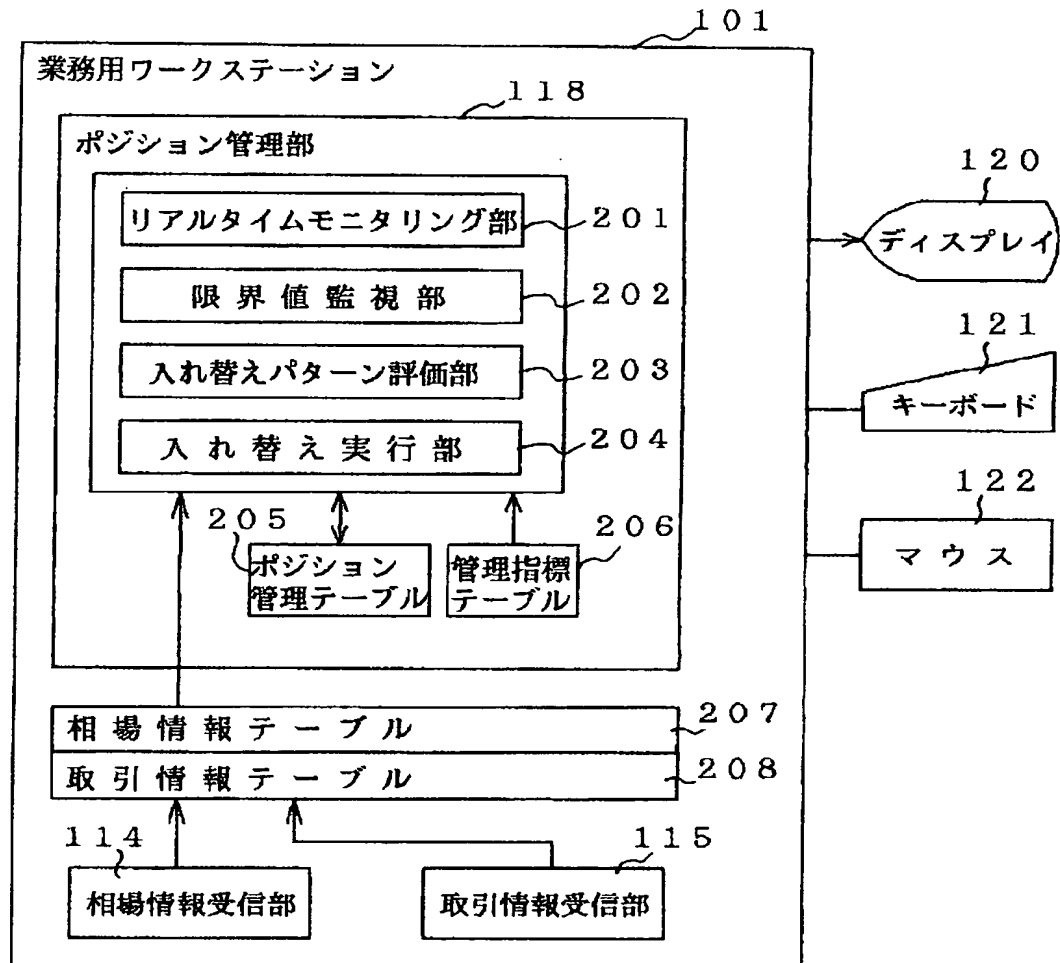 １０１
業務用ワークステーション
１１８
ポジション管理部
リアルタイムモニタリング部
２０１
限界値監視部
２０２
入れ替えパターン評価部
２０３
入れ替え実行部
２０４
２０５
ポジション
管理テーブル
２０６
管理指標
テーブル
相場情報テーブル
２０７
取引情報テーブル
２０８
１１４
相場情報受信部
１１５
取引情報受信部
１２０
ディスプレイ
１２１
キーボード
１２２
マウス